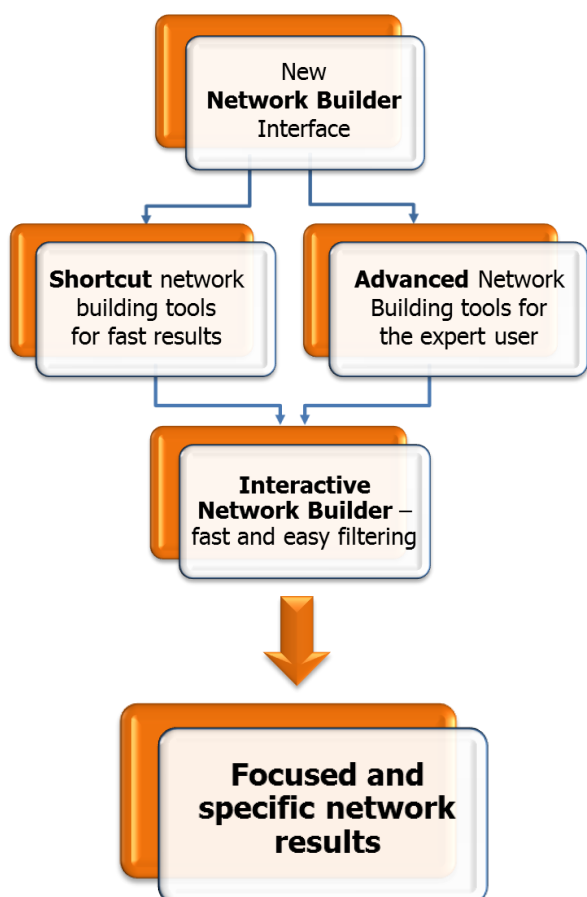 New
Network Builder
Interface
Shortcut network
building tools
for fast results
Advanced Network
Building tools for
the expert user
Interactive
Network Builder –
fast and easy filtering
Focused and
specific network
results